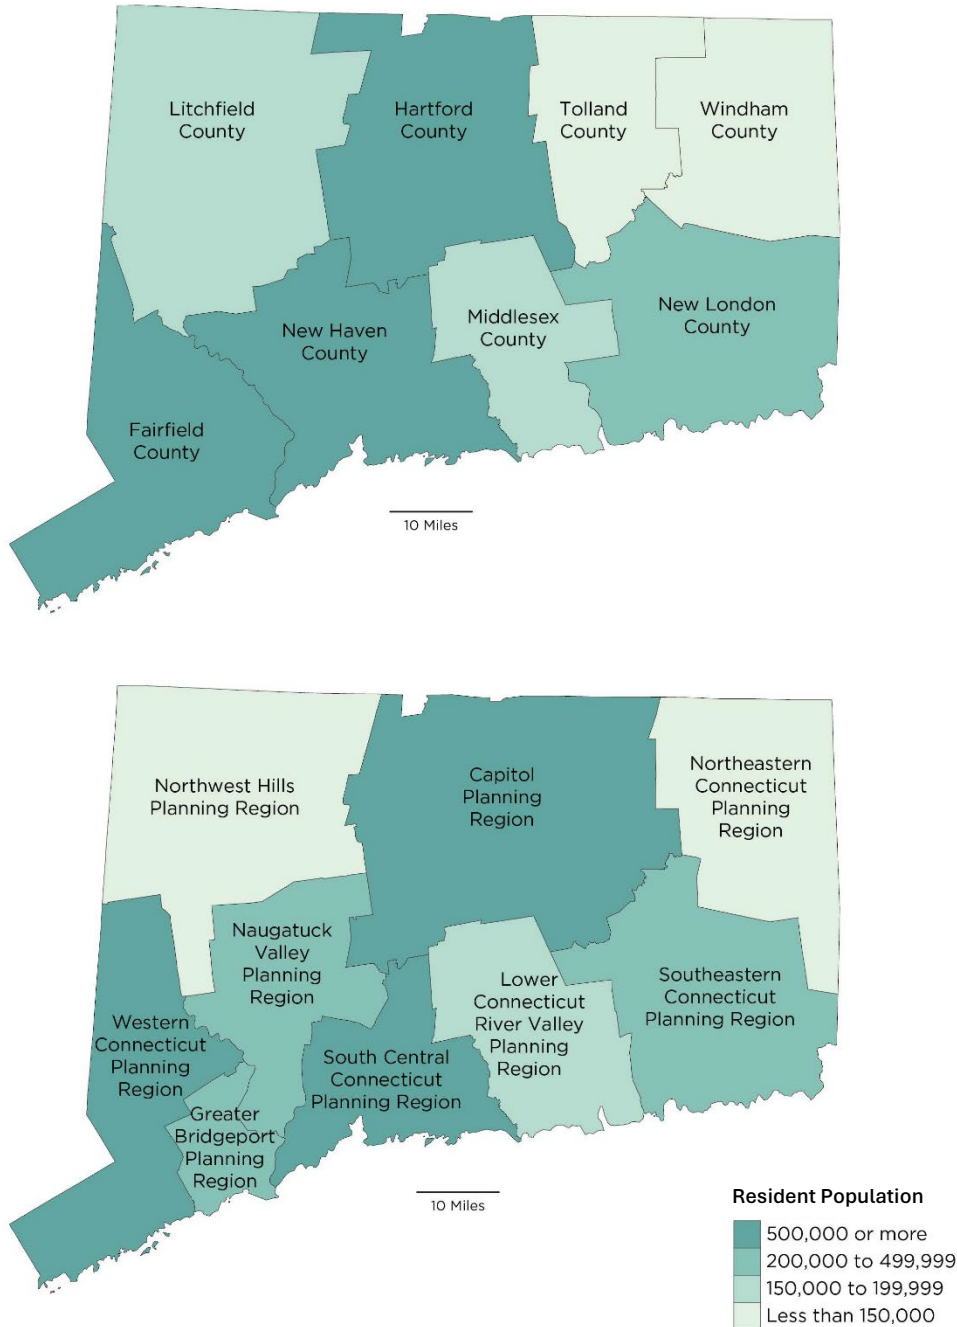 Litchfield
County
Hartford
County
Tolland
County
Windham
County
New Haven
County
Middlesex
County
New London
County
Fairfield
County
10 Miles
Northwest Hills
Planning Region
Capitol
Planning
Region
Northeastern
Connecticut
Planning
Region
Naugatuck
Valley
Planning
Region
Lower
Connecticut
River Valley
Planning
Region
Southeastern
Connecticut
Planning Region
Western
Connecticut
Planning
Region
South Central
Connecticut
Planning Region
Greater
Bridgeport
Planning
Region
10 Miles
Resident Population
500,000 or more
200,000 to 499,999
150,000 to 199,999
Less than 150,000